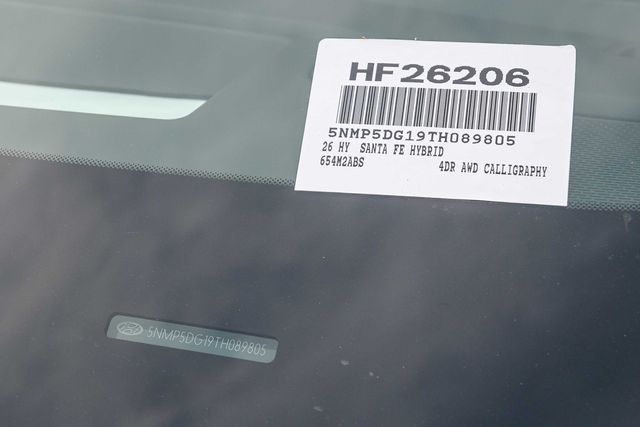 HF26206
5NMP5DG19TH089805
26 HY SANTA FE HYBRID
654M2ABS 4DR AWD CALLIGRAPHY
5NMP5DG19TH089805